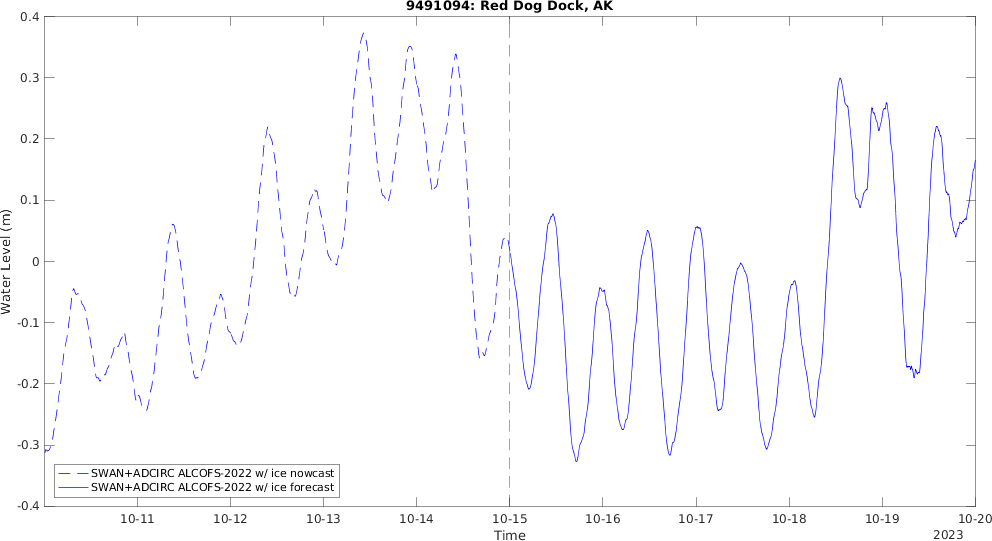 9491094: Red Dog Dock, AK
0.4
0.3
0.2
0.1
0
-0.1
-0.2
-0.3
-0.4
Water Level (m)
SWAN+ADCIRC ALCOFS-2022 w/ ice nowcast
SWAN+ADCIRC ALCOFS-2022 w/ ice forecast
10-11 10-12 10-13 10-14 10-15 10-16 10-17 10-18 10-19 10-20
Time
2023